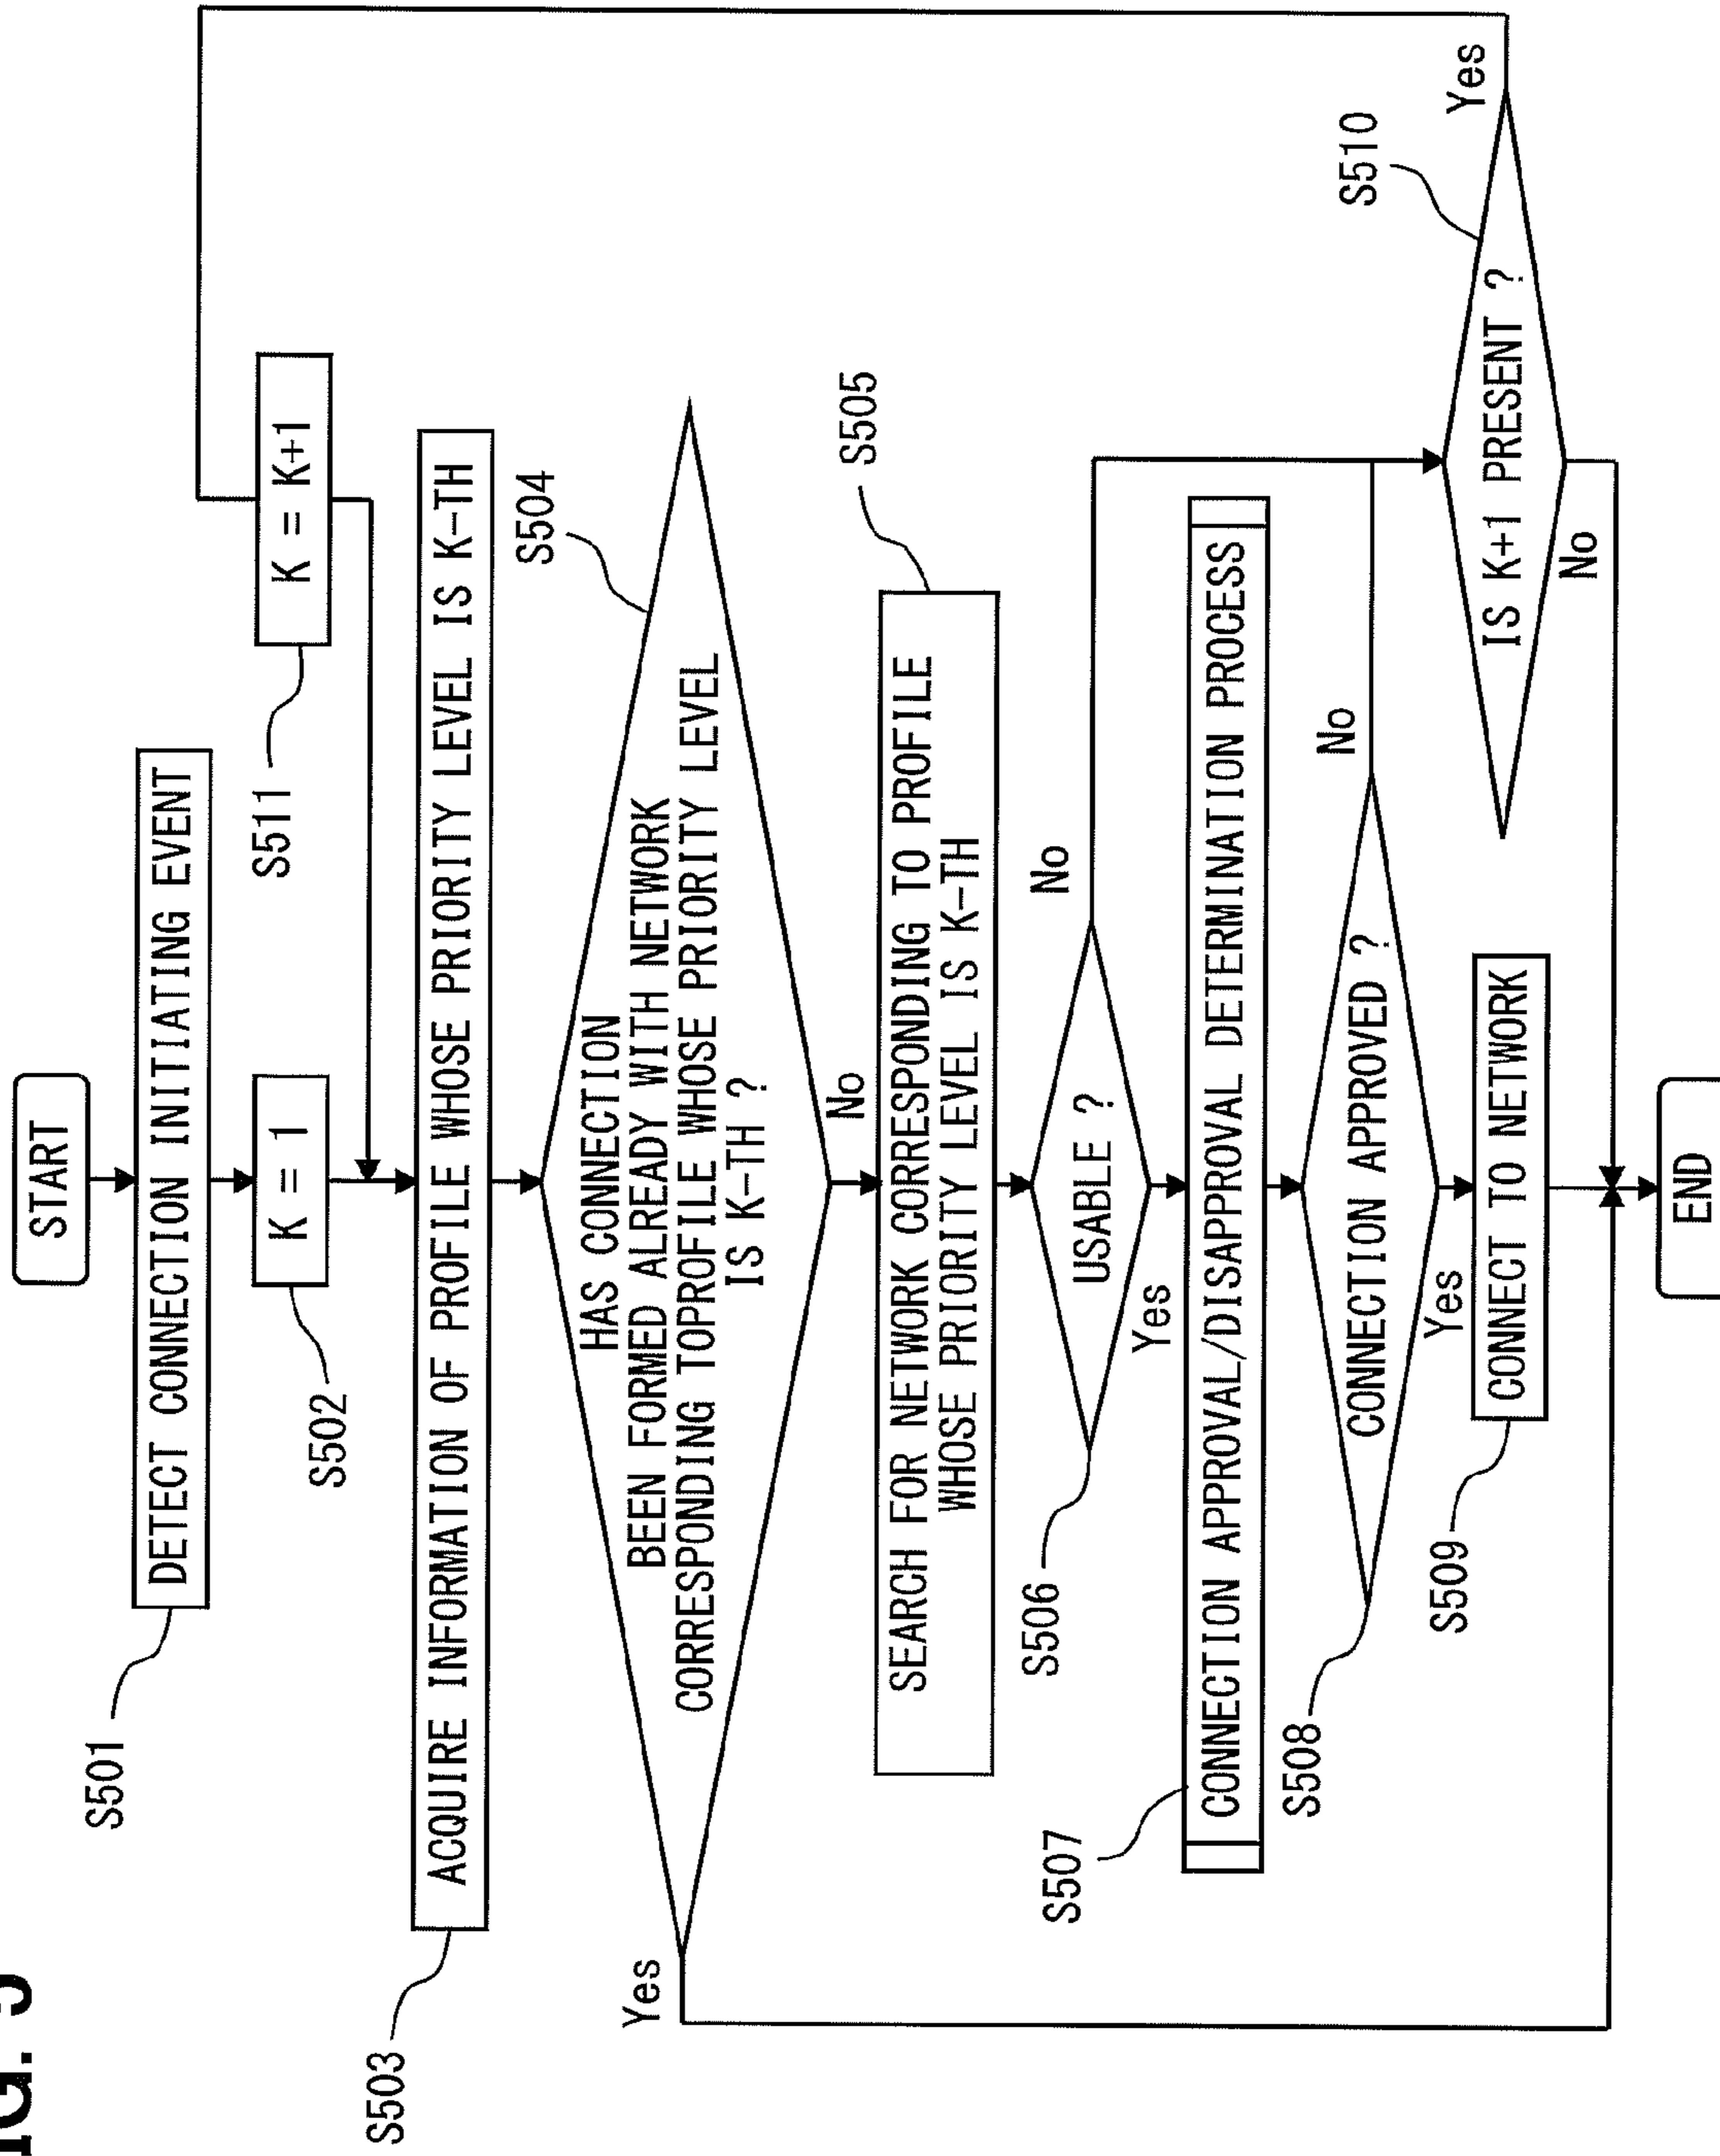 FIG. 5
START
S501
DETECT CONNECTION INITIATING EVENT
S502
K = 1
S511
K = K+1
S503
ACQUIRE INFORMATION OF PROFILE WHOSE PRIORITY LEVEL IS K-TH
S504
HAS CONNECTION
BEEN FORMED ALREADY WITH NETWORK
CORRESPONDING TOPROFILE WHOSE PRIORITY LEVEL
IS K-TH ?
Yes
No
S505
SEARCH FOR NETWORK CORRESPONDING TO PROFILE
WHOSE PRIORITY LEVEL IS K-TH
S506
USABLE ?
No
Yes
S507
CONNECTION APPROVAL/DISAPPROVAL DETERMINATION PROCESS
S508
CONNECTION APPROVED ?
No
Yes
S509
CONNECT TO NETWORK
S510
IS K+1 PRESENT ?
Yes
No
END